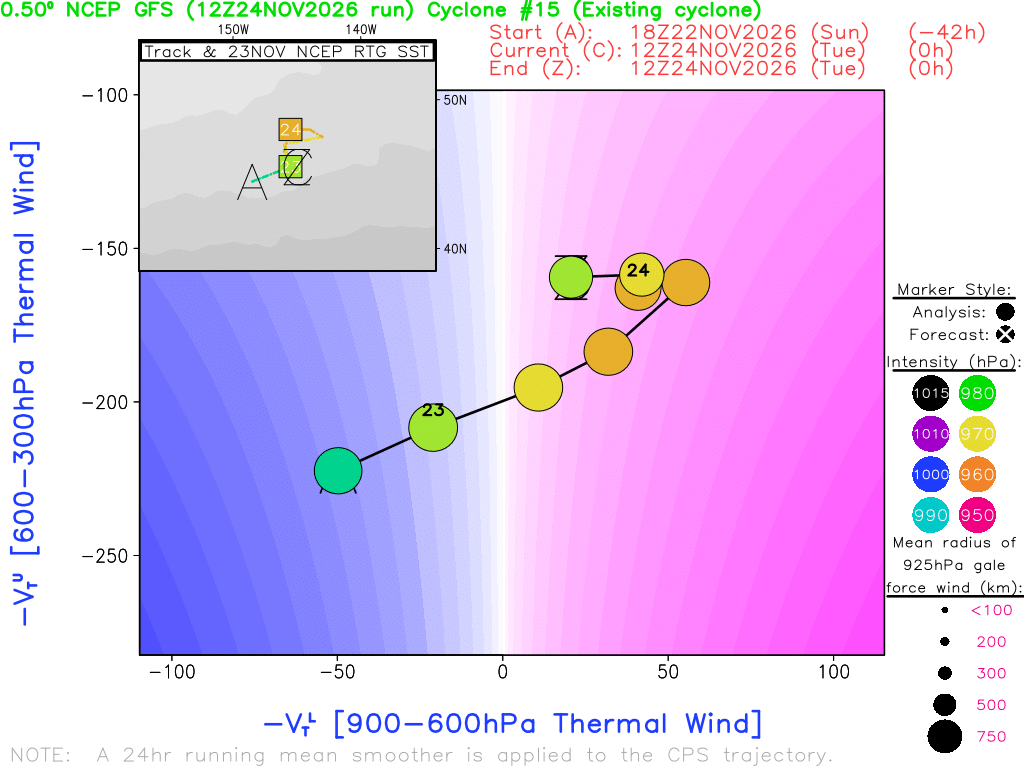 0.50° NCEP GFS (12Z24NOV2026 run) Cyclone #15 (Existing cyclone)
Start (A): 18Z22NOV2026 (Sun) (−42h)
Current (C): 12Z24NOV2026 (Tue) (0h)
End (Z): 12Z24NOV2026 (Tue) (0h)
150W 140W
Track & 23NOV NCEP RTG SST
50N
40N
24
23
A
C
−100
−150
−200
−250
−V_T^U [600−300hPa Thermal Wind]
24
23
−100 −50 0 50 100
−V_T^L [900−600hPa Thermal Wind]
Marker Style:
Analysis:
Forecast:
Intensity (hPa):
1015 980
1010 970
1000 960
990 950
Mean radius of
925hPa gale
force wind (km):
<100
200
300
500
750
NOTE: A 24hr running mean smoother is applied to the CPS trajectory.